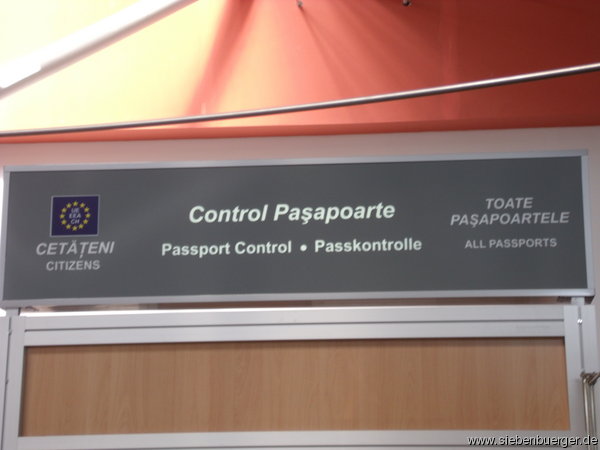 UE
EEA
CH
CETĂŢENI
CITIZENS
Control Paşapoarte
Passport Control • Passkontrolle
TOATE
PAŞAPOARTELE
ALL PASSPORTS
www.siebenbuerger.de